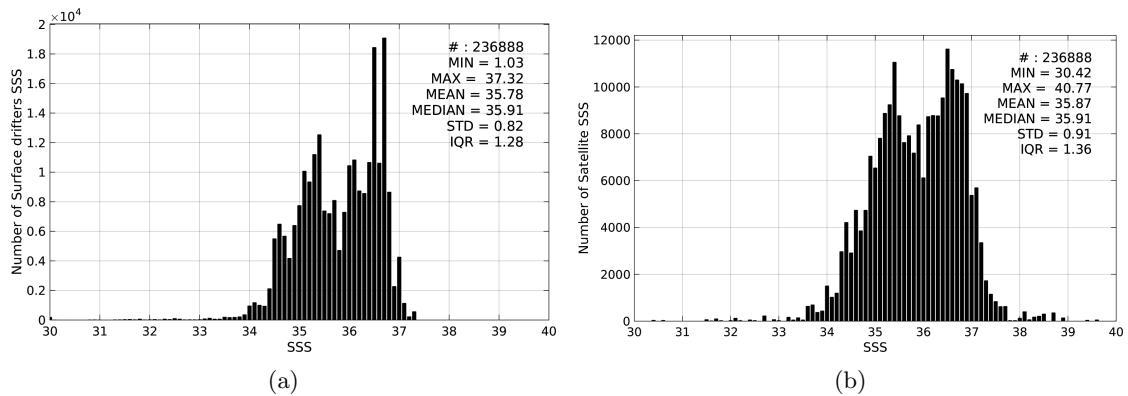 ×10⁴
2
1.8
1.6
1.4
1.2
1
0.8
0.6
0.4
0.2
0
Number of Surface drifters SSS
# : 236888
MIN = 1.03
MAX = 37.32
MEAN = 35.78
MEDIAN = 35.91
STD = 0.82
IQR = 1.28
30 31 32 33 34 35 36 37 38 39 40
SSS
(a)
12000
10000
8000
6000
4000
2000
0
Number of Satellite SSS
# : 236888
MIN = 30.42
MAX = 40.77
MEAN = 35.87
MEDIAN = 35.91
STD = 0.91
IQR = 1.36
30 31 32 33 34 35 36 37 38 39 40
SSS
(b)